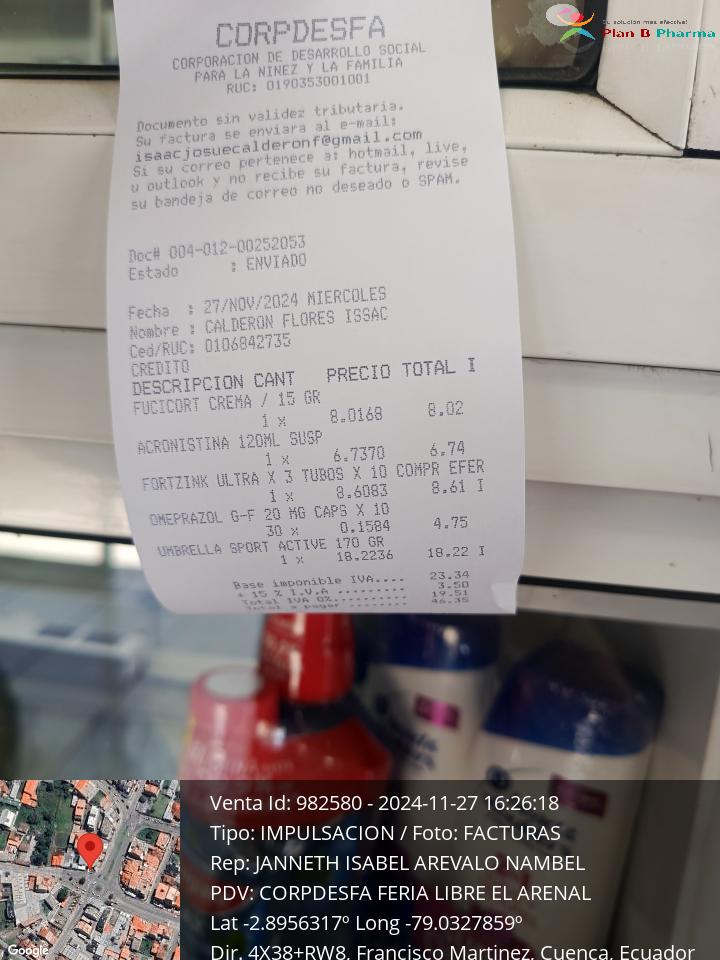 Su solución más efectiva!
Plan B Pharma
CORPDESFA
CORPORACION DE DESARROLLO SOCIAL
PARA LA NINEZ Y LA FAMILIA
RUC: 0190353001001
Documento sin validez tributaria.
Su factura se enviara al e-mail:
isaacjosuecalderonf@gmail.com
Si su correo pertenece a: hotmail, live,
u outlook y no recibe su factura, revise
su bandeja de correo no deseado o SPAM.
Doc# 004-012-00252053
Estado : ENVIADO
Fecha : 27/NOV/2024 MIERCOLES
Nombre : CALDERON FLORES ISSAC
Ced/RUC: 0106842735
CREDITO
DESCRIPCION CANT PRECIO TOTAL I
FUCICORT CREMA / 15 GR
1 x 8.0168 8.02
ACRONISTINA 120ML SUSP
1 x 6.7370 6.74
FORTZINK ULTRA X 3 TUBOS X 10 COMPR EFER
1 x 8.6083 8.61 I
OMEPRAZOL G-F 20 MG CAPS X 10
30 x 0.1584 4.75
UMBRELLA SPORT ACTIVE 170 GR
1 x 18.2236 18.22 I
Base imponible IVA.... 23.34
+ 15 % I.V.A ......... 3.50
Total IVA 0%.......... 19.51
Total a pagar -------- 46.35
Venta Id: 982580 - 2024-11-27 16:26:18
Tipo: IMPULSACION / Foto: FACTURAS
Rep: JANNETH ISABEL AREVALO NAMBEL
PDV: CORPDESFA FERIA LIBRE EL ARENAL
Lat -2.8956317º Long -79.0327859º
Dir. 4X38+RW8, Francisco Martinez, Cuenca, Ecuador
Google